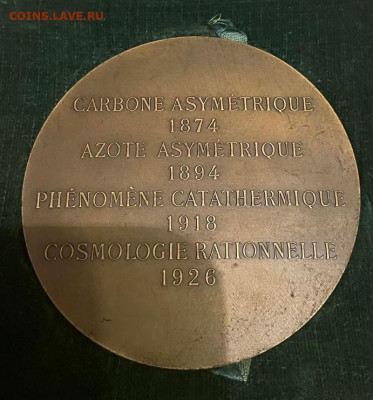 COINS.LAVE.RU
CARBONE ASYMÉTRIQUE
1874
AZOTE ASYMÉTRIQUE
1894
PHÉNOMÈNE CATATHERMIQUE
1918
COSMOLOGIE RATIONNELLE
1926